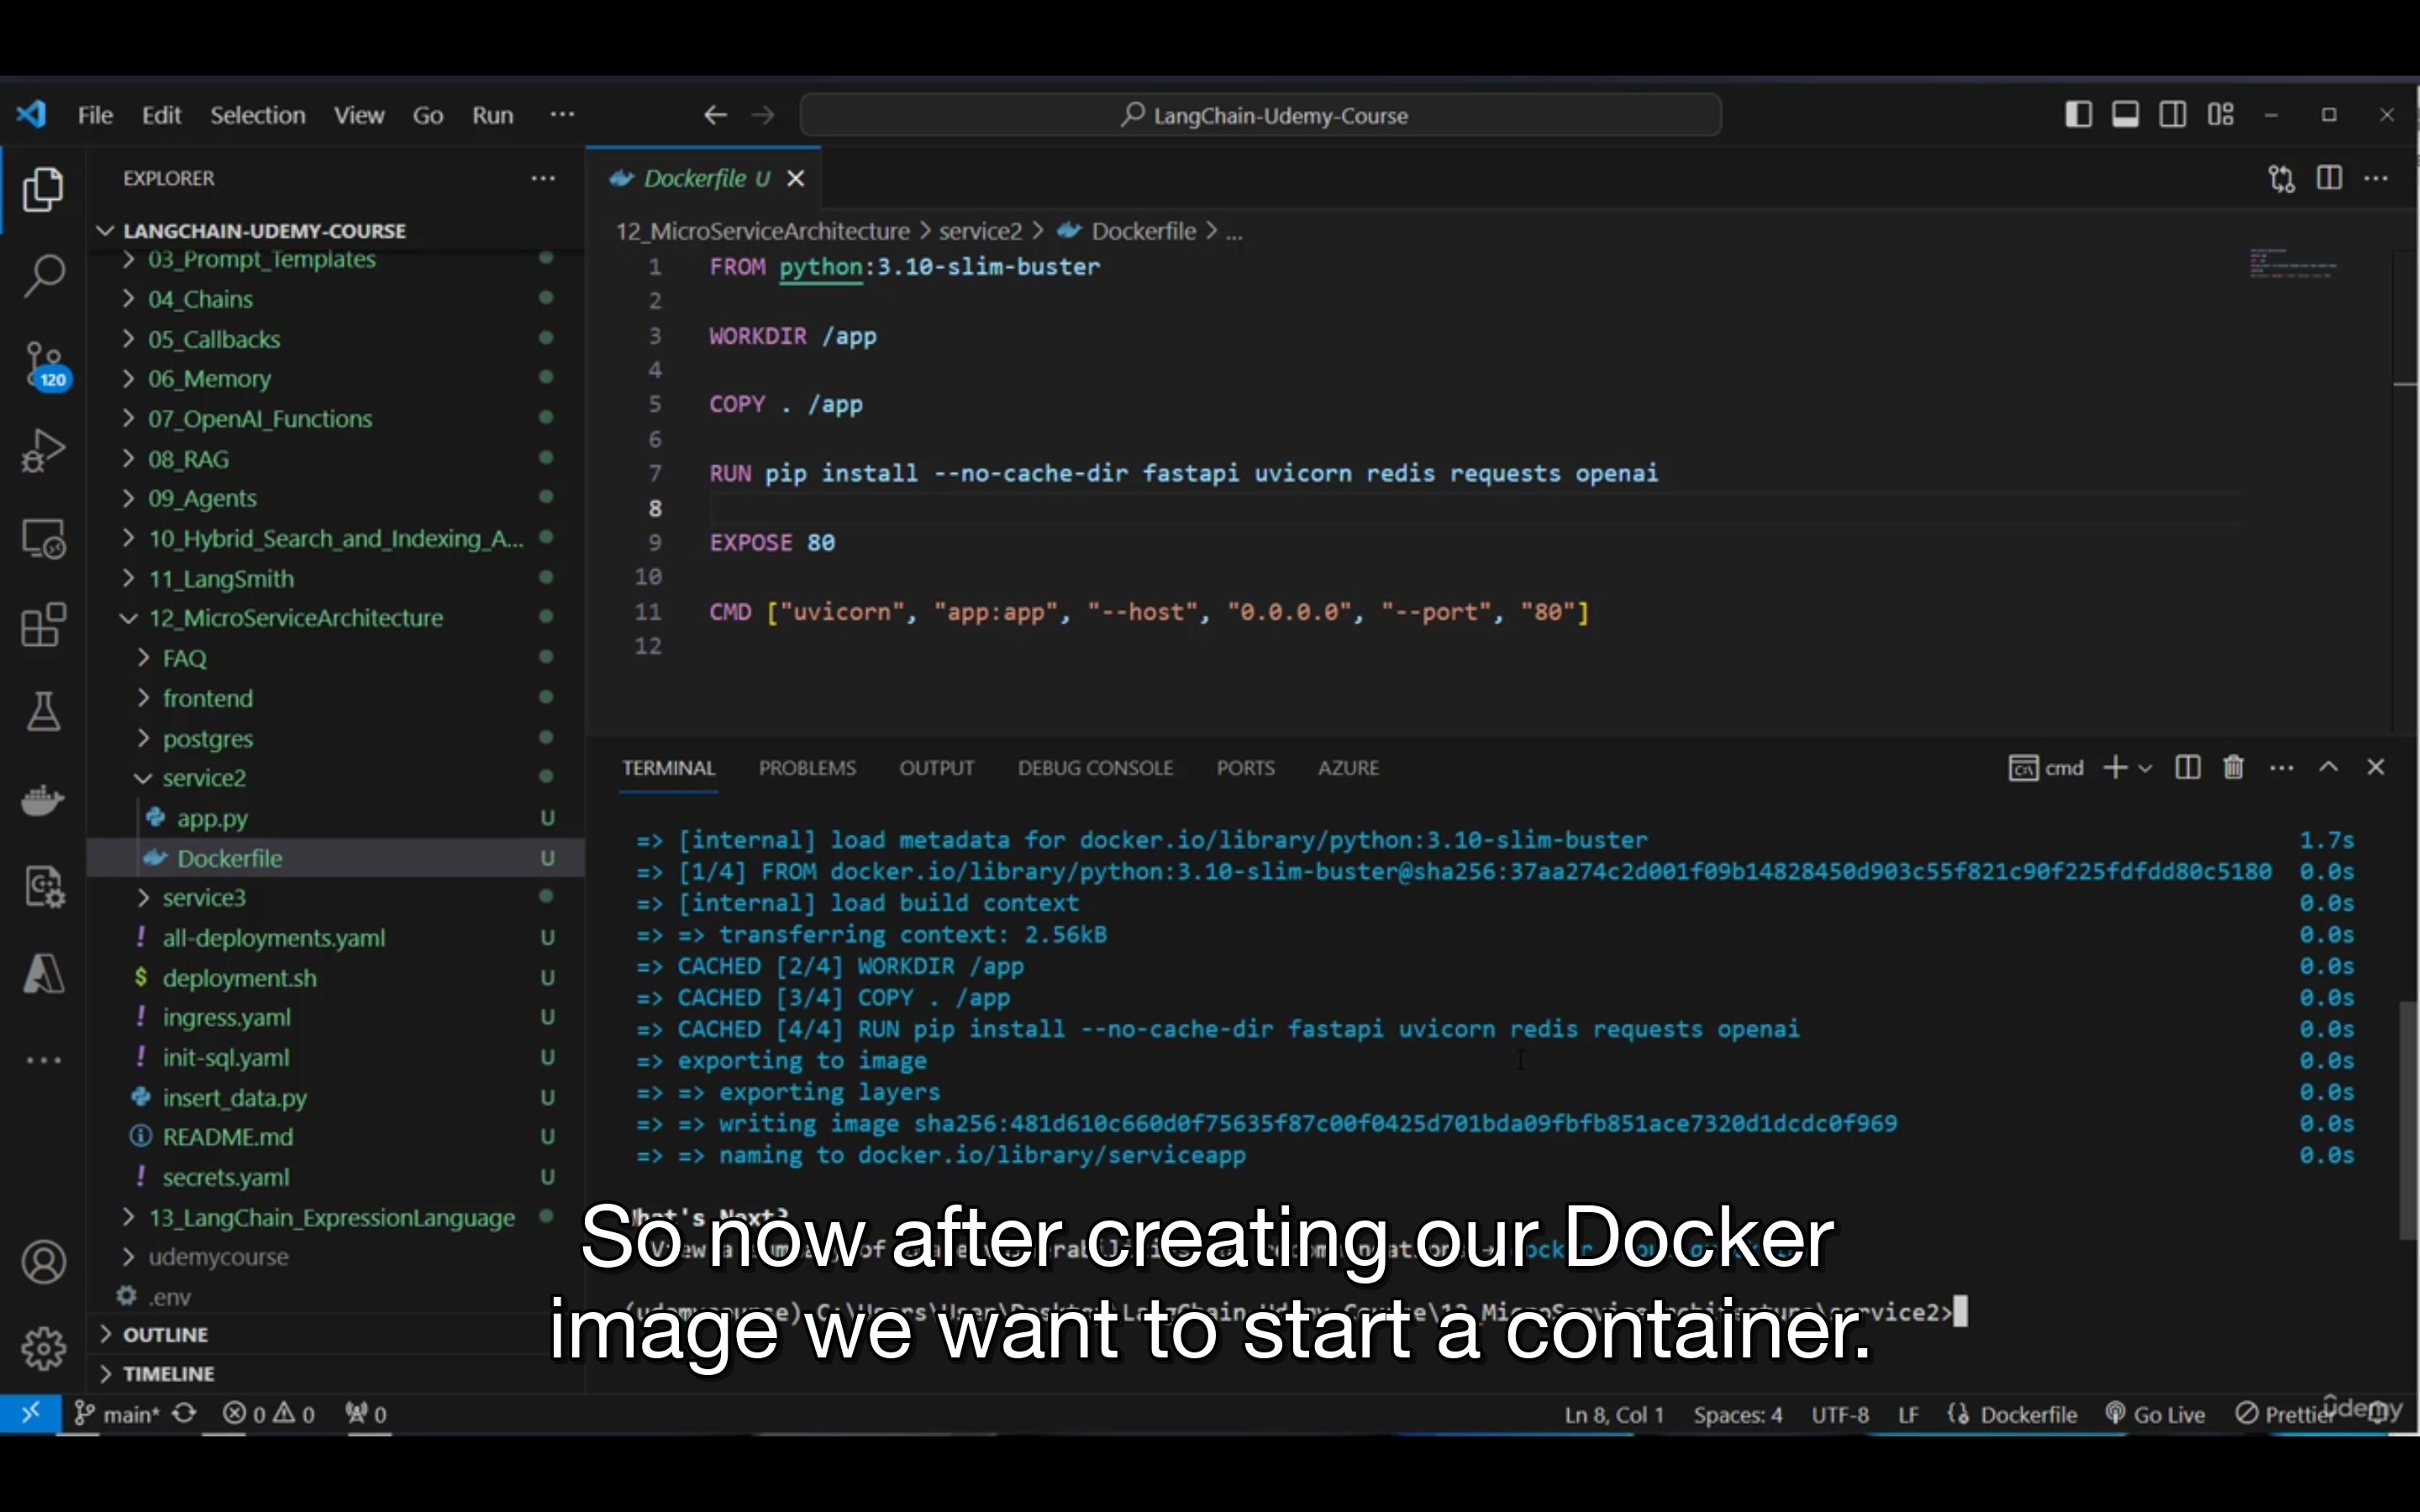 File Edit Selection View Go Run ... LangChain-Udemy-Course
EXPLORER
LANGCHAIN-UDEMY-COURSE
03_Prompt_Templates
04_Chains
05_Callbacks
06_Memory
07_OpenAI_Functions
08_RAG
09_Agents
10_Hybrid_Search_and_Indexing_A...
11_LangSmith
12_MicroServiceArchitecture
FAQ
frontend
postgres
service2
app.py U
Dockerfile U
service3
all-deployments.yaml U
deployment.sh U
ingress.yaml U
init-sql.yaml U
insert_data.py U
README.md U
secrets.yaml U
13_LangChain_ExpressionLanguage
udemycourse
.env
OUTLINE
TIMELINE
120
Dockerfile U
12_MicroServiceArchitecture > service2 > Dockerfile > ...
1 FROM python:3.10-slim-buster
2
3 WORKDIR /app
4
5 COPY . /app
6
7 RUN pip install --no-cache-dir fastapi uvicorn redis requests openai
8
9 EXPOSE 80
10
11 CMD ["uvicorn", "app:app", "--host", "0.0.0.0", "--port", "80"]
12
TERMINAL PROBLEMS OUTPUT DEBUG CONSOLE PORTS AZURE cmd
=> [internal] load metadata for docker.io/library/python:3.10-slim-buster 1.7s
=> [1/4] FROM docker.io/library/python:3.10-slim-buster@sha256:37aa274c2d001f09b14828450d903c55f821c90f225fdfdd80c5180 0.0s
=> [internal] load build context 0.0s
=> => transferring context: 2.56kB 0.0s
=> CACHED [2/4] WORKDIR /app 0.0s
=> CACHED [3/4] COPY . /app 0.0s
=> CACHED [4/4] RUN pip install --no-cache-dir fastapi uvicorn redis requests openai 0.0s
=> exporting to image 0.0s
=> => exporting layers 0.0s
=> => writing image sha256:481d610c660d0f75635f87c00f0425d701bda09fbfb851ace7320d1dcdc0f969 0.0s
=> => naming to docker.io/library/serviceapp 0.0s
So now after creating our Docker
image we want to start a container.
main* 0 0 0 Ln 8, Col 1 Spaces: 4 UTF-8 LF Dockerfile Go Live Prettier
udemy